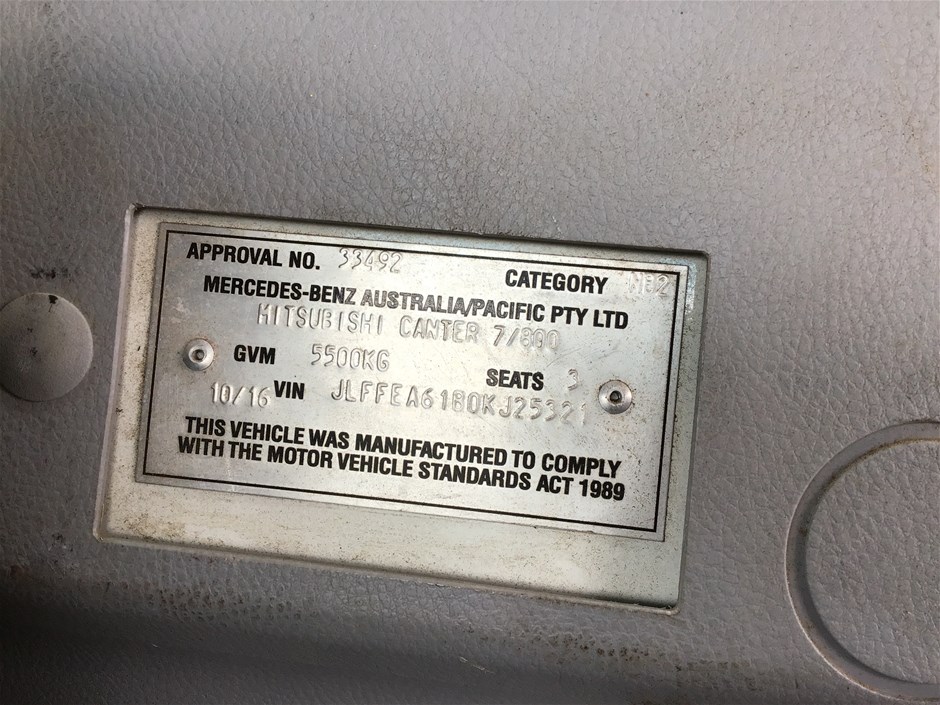 APPROVAL NO. 33492 CATEGORY NB2
MERCEDES-BENZ AUSTRALIA/PACIFIC PTY LTD
MITSUBISHI CANTER 7/800
GVM 5500KG SEATS 3
10/16 VIN JLFFEA61B0KJ25321
THIS VEHICLE WAS MANUFACTURED TO COMPLY
WITH THE MOTOR VEHICLE STANDARDS ACT 1989